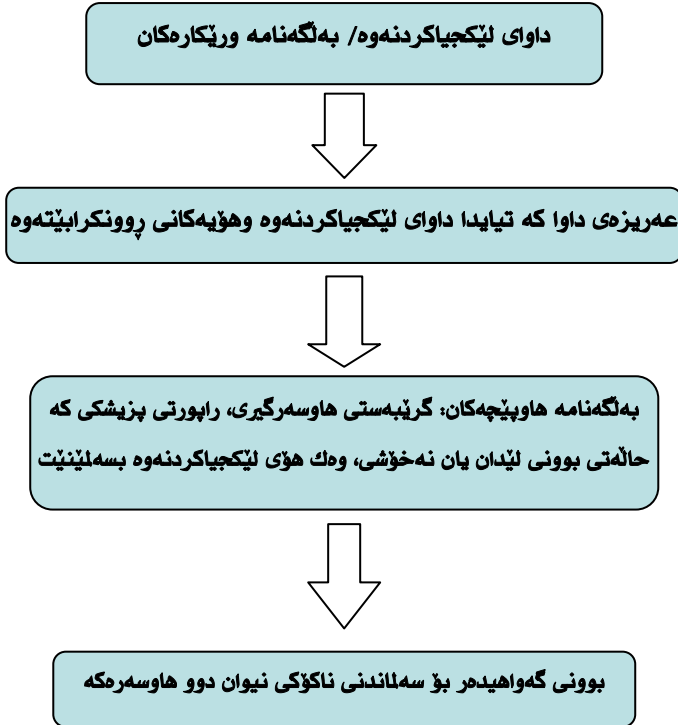 داوای لێکجیاکردنەوە/ بەڵگەنامە ورێکارەکان
عەریزەی داوا کە تیایدا داوای لێکجیاکردنەوە وهۆیەکانی ڕوونکرابێتەوە
بەڵگەنامە هاوپێچەکان: گرێبەستی هاوسەرگیری، راپورتی پزیشکی کە
حاڵەتی بوونی لێدان یان نەخۆشی، وەك هۆی لێکجیاکردنەوە بسەلمێنێت
بوونی گەواهیدەر بۆ سەلماندنی ناکۆکی نیوان دوو هاوسەرەکە